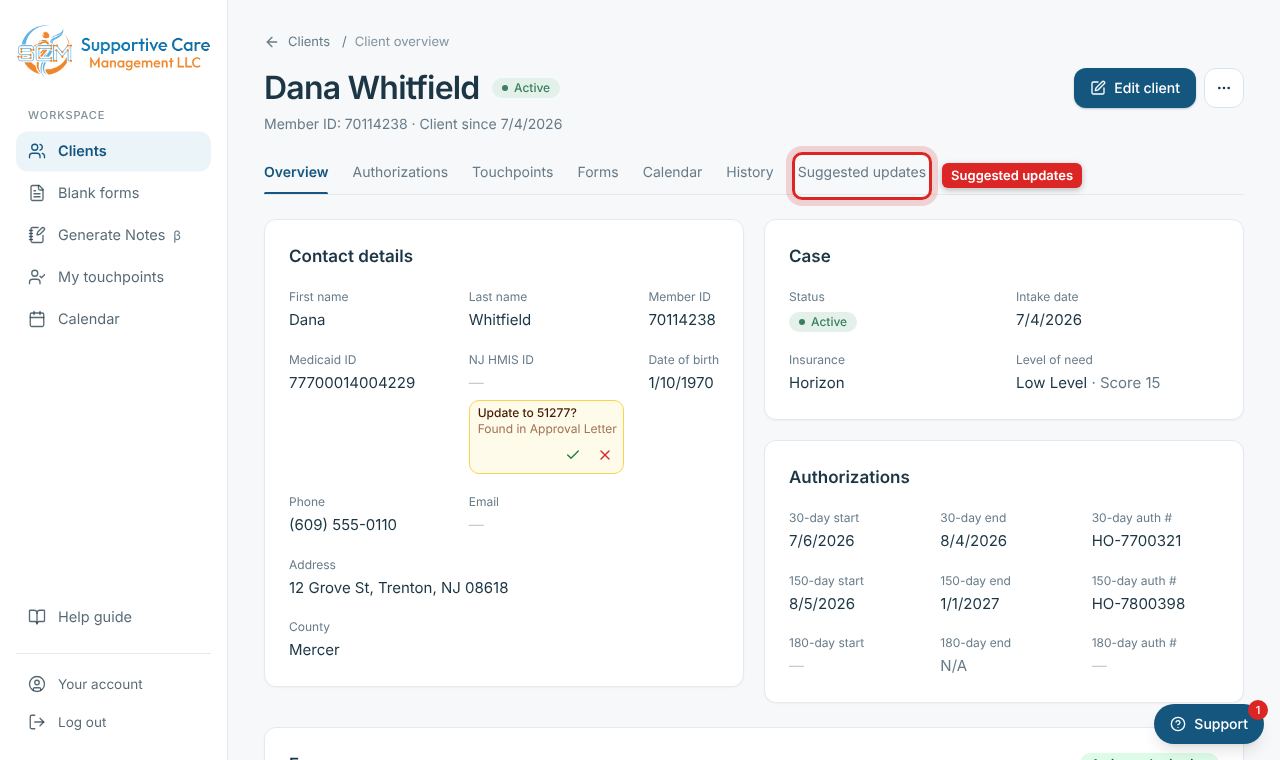 SCM
Supportive Care
Management LLC
WORKSPACE
Clients
Blank forms
Generate Notes β
My touchpoints
Calendar
Help guide
Your account
Log out
Clients / Client overview
Dana Whitfield
Active
Edit client
Member ID: 70114238 · Client since 7/4/2026
Overview
Authorizations
Touchpoints
Forms
Calendar
History
Suggested updates
Suggested updates
Contact details
First name
Dana
Last name
Whitfield
Member ID
70114238
Medicaid ID
77700014004229
NJ HMIS ID
—
Update to 51277?
Found in Approval Letter
Date of birth
1/10/1970
Phone
(609) 555-0110
Email
—
Address
12 Grove St, Trenton, NJ 08618
County
Mercer
Case
Status
Active
Intake date
7/4/2026
Insurance
Horizon
Level of need
Low Level · Score 15
Authorizations
30-day start
7/6/2026
30-day end
8/4/2026
30-day auth #
HO-7700321
150-day start
8/5/2026
150-day end
1/1/2027
150-day auth #
HO-7800398
180-day start
—
180-day end
N/A
180-day auth #
—
Support
1